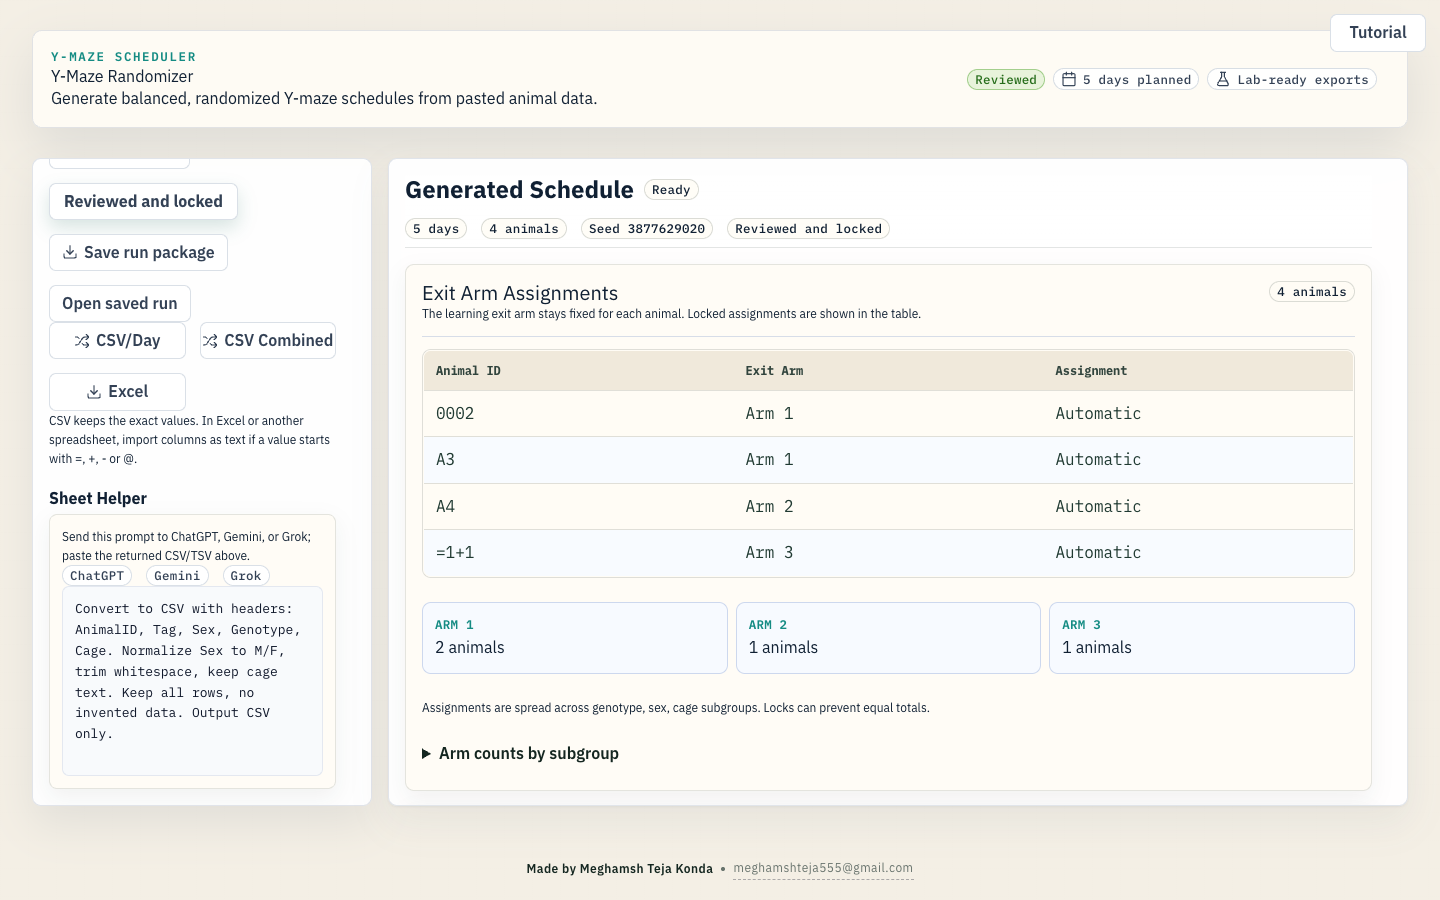 Tutorial
Y-MAZE SCHEDULER
Y-Maze Randomizer
Generate balanced, randomized Y-maze schedules from pasted animal data.
Reviewed
5 days planned
Lab-ready exports
Reviewed and locked
Save run package
Open saved run
CSV/Day
CSV Combined
Excel
CSV keeps the exact values. In Excel or another
spreadsheet, import columns as text if a value starts
with =, +, - or @.
Sheet Helper
Send this prompt to ChatGPT, Gemini, or Grok;
paste the returned CSV/TSV above.
ChatGPT Gemini Grok
Convert to CSV with headers:
AnimalID, Tag, Sex, Genotype,
Cage. Normalize Sex to M/F,
trim whitespace, keep cage
text. Keep all rows, no
invented data. Output CSV
only.
Generated Schedule Ready
5 days 4 animals Seed 3877629020 Reviewed and locked
Exit Arm Assignments
4 animals
The learning exit arm stays fixed for each animal. Locked assignments are shown in the table.
Animal ID Exit Arm Assignment
0002 Arm 1 Automatic
A3 Arm 1 Automatic
A4 Arm 2 Automatic
=1+1 Arm 3 Automatic
ARM 1
2 animals
ARM 2
1 animals
ARM 3
1 animals
Assignments are spread across genotype, sex, cage subgroups. Locks can prevent equal totals.
Arm counts by subgroup
Made by Meghamsh Teja Konda • meghamshteja555@gmail.com